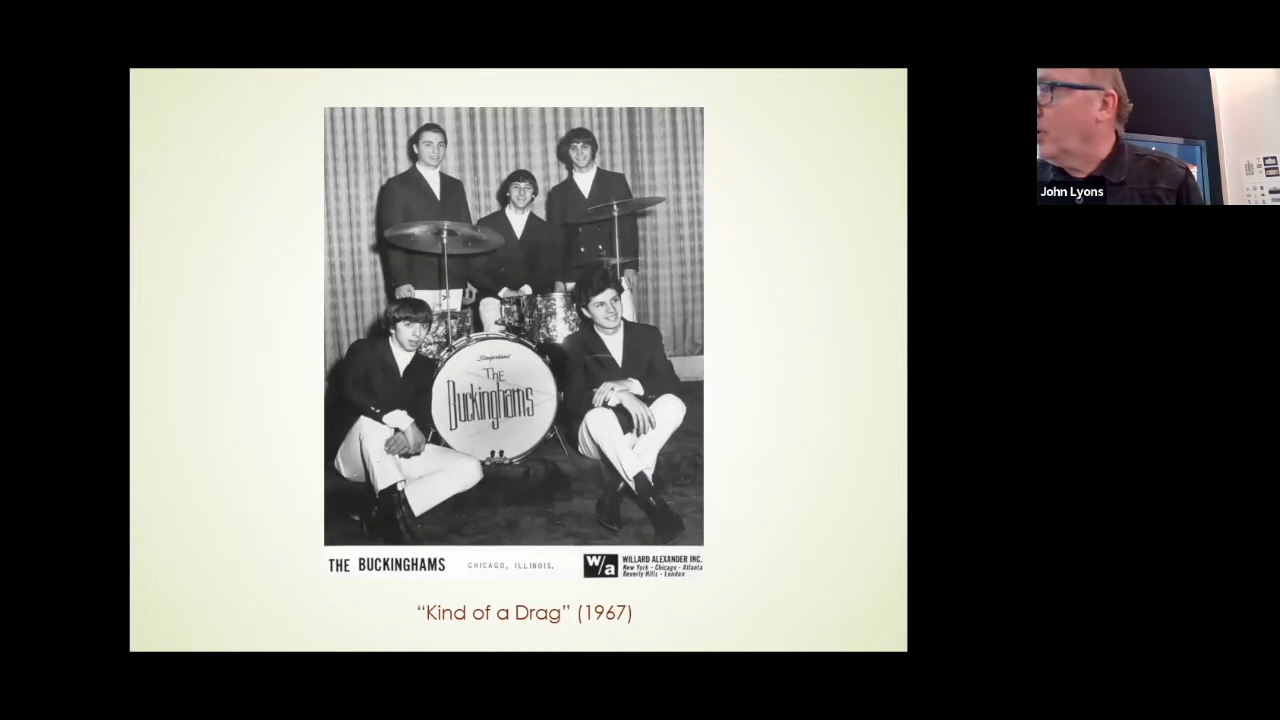 Slingerland
The
Buckinghams
THE BUCKINGHAMS
CHICAGO, ILLINOIS.
W/a
WILLARD ALEXANDER INC.
New York - Chicago - Atlanta
Beverly Hills - London
“Kind of a Drag” (1967)
John Lyons